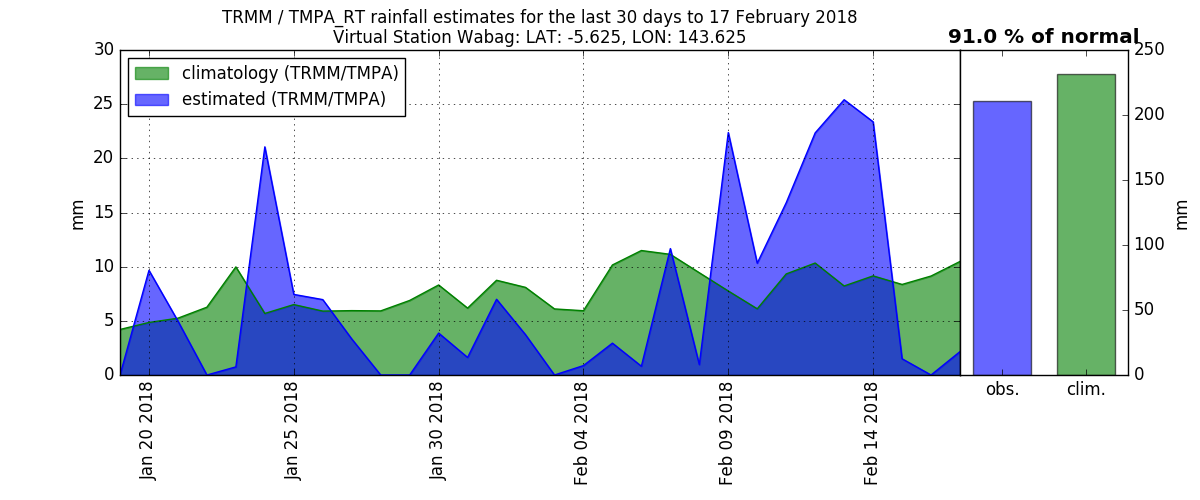 TRMM / TMPA_RT rainfall estimates for the last 30 days to 17 February 2018
Virtual Station Wabag: LAT: -5.625, LON: 143.625
91.0 % of normal
climatology (TRMM/TMPA)
estimated (TRMM/TMPA)
mm
30
25
20
15
10
5
0
Jan 20 2018
Jan 25 2018
Jan 30 2018
Feb 04 2018
Feb 09 2018
Feb 14 2018
250
200
150
100
50
0
mm
obs.
clim.